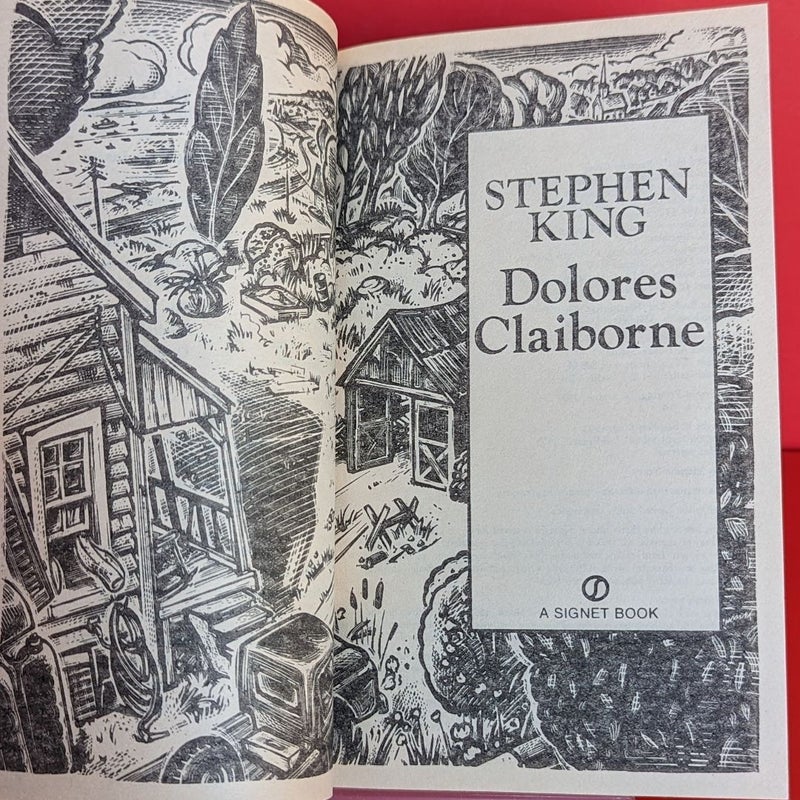 STEPHEN
KING
Dolores
Claiborne
A SIGNET BOOK